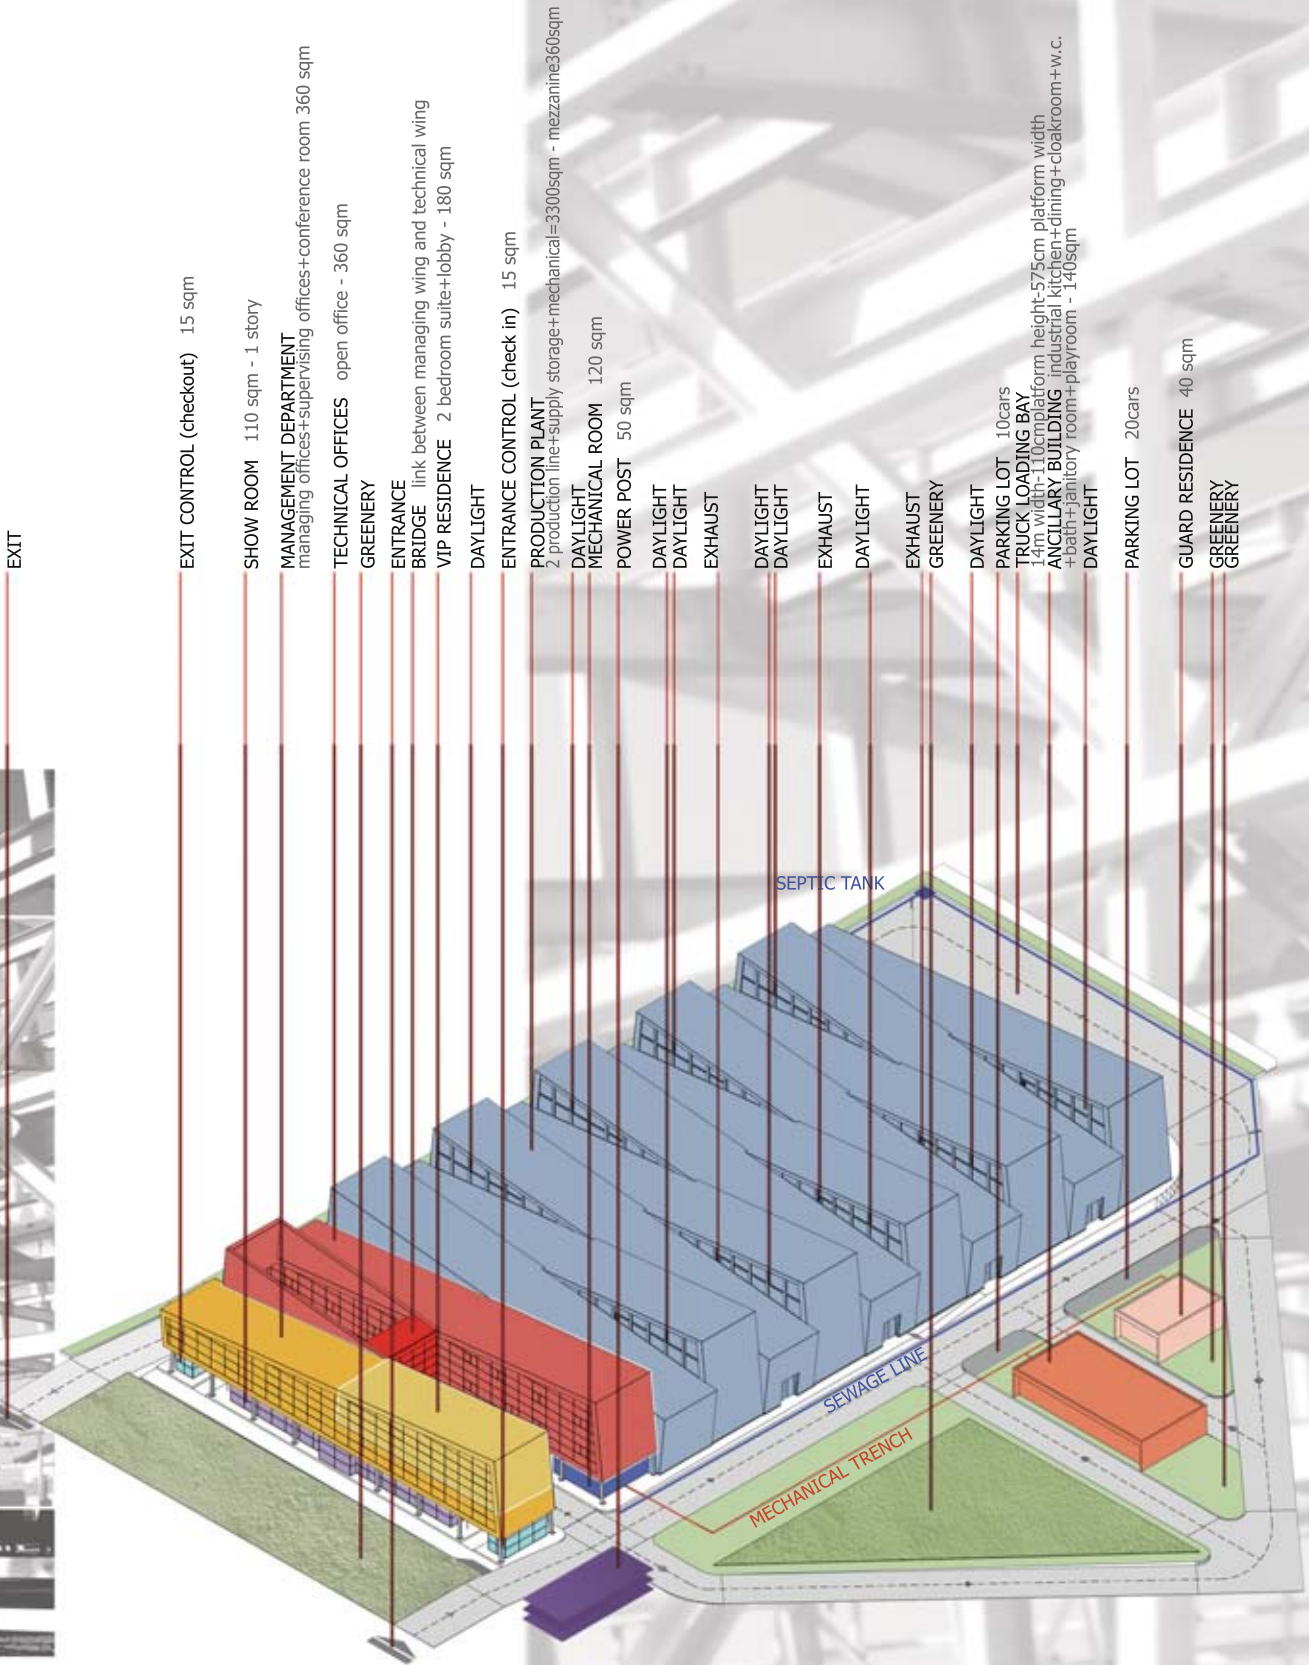 EXIT
EXIT CONTROL (checkout) 15 sqm
SHOW ROOM 110 sqm - 1 story
MANAGEMENT DEPARTMENT
managing offices+supervising offices+conference room 360 sqm
TECHNICAL OFFICES open office - 360 sqm
GREENERY
ENTRANCE
BRIDGE link between managing wing and technical wing
VIP RESIDENCE 2 bedroom suite+lobby - 180 sqm
DAYLIGHT
ENTRANCE CONTROL (check in) 15 sqm
PRODUCTION PLANT
2 production line+supply storage+mechanical=3300sqm - mezzanine360sqm
DAYLIGHT
MECHANICAL ROOM 120 sqm
POWER POST 50 sqm
DAYLIGHT
DAYLIGHT
EXHAUST
DAYLIGHT
DAYLIGHT
EXHAUST
DAYLIGHT
EXHAUST
GREENERY
DAYLIGHT
PARKING LOT 10cars
TRUCK LOADING BAY
14m width-110cmplatform height-575cm platform width
ANCILLARY BUILDING industrial kitchen+dining+cloakroom+w.c.
+bath+janitory room+playroom - 140sqm
DAYLIGHT
PARKING LOT 20cars
GUARD RESIDENCE 40 sqm
GREENERY
GREENERY
SEPTIC TANK
SEWAGE LINE
MECHANICAL TRENCH